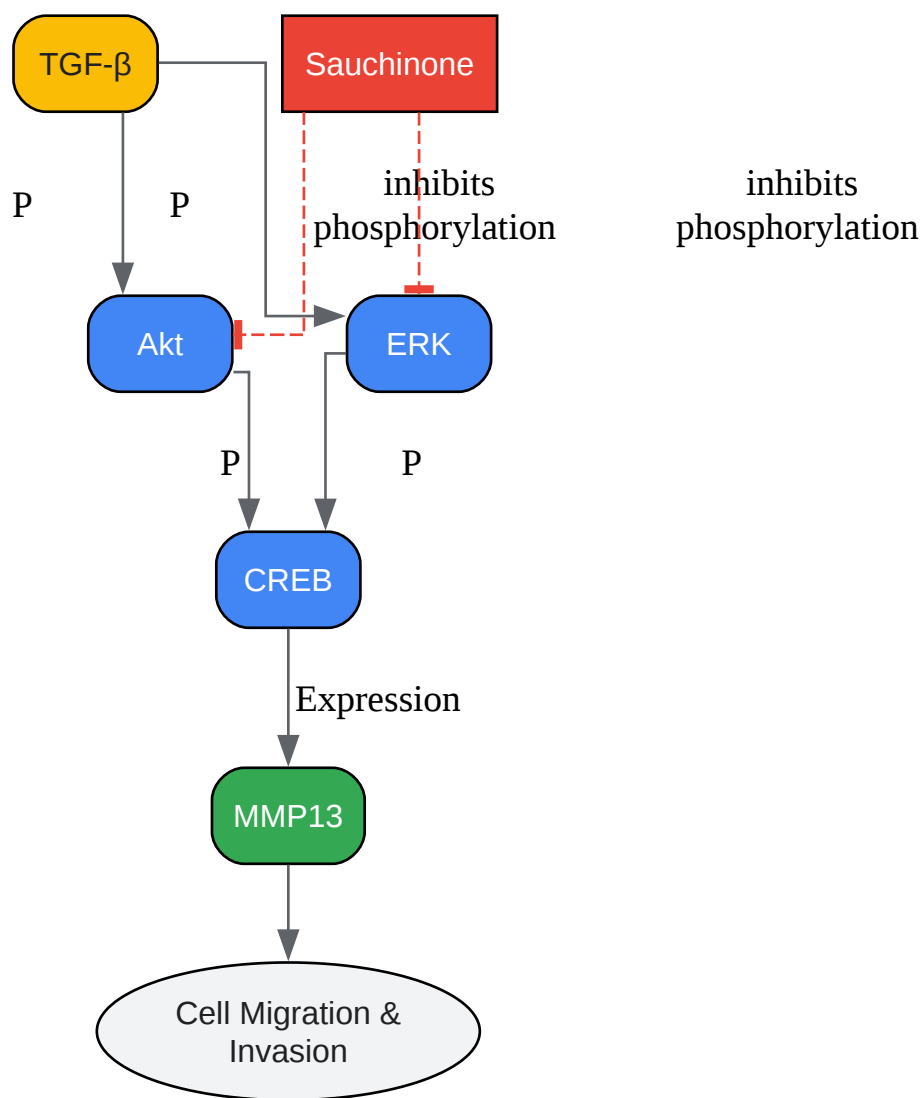 TGF-β
Sauchinone
P
P
inhibits
phosphorylation
inhibits
phosphorylation
Akt
ERK
P
P
CREB
Expression
MMP13
Cell Migration &
Invasion